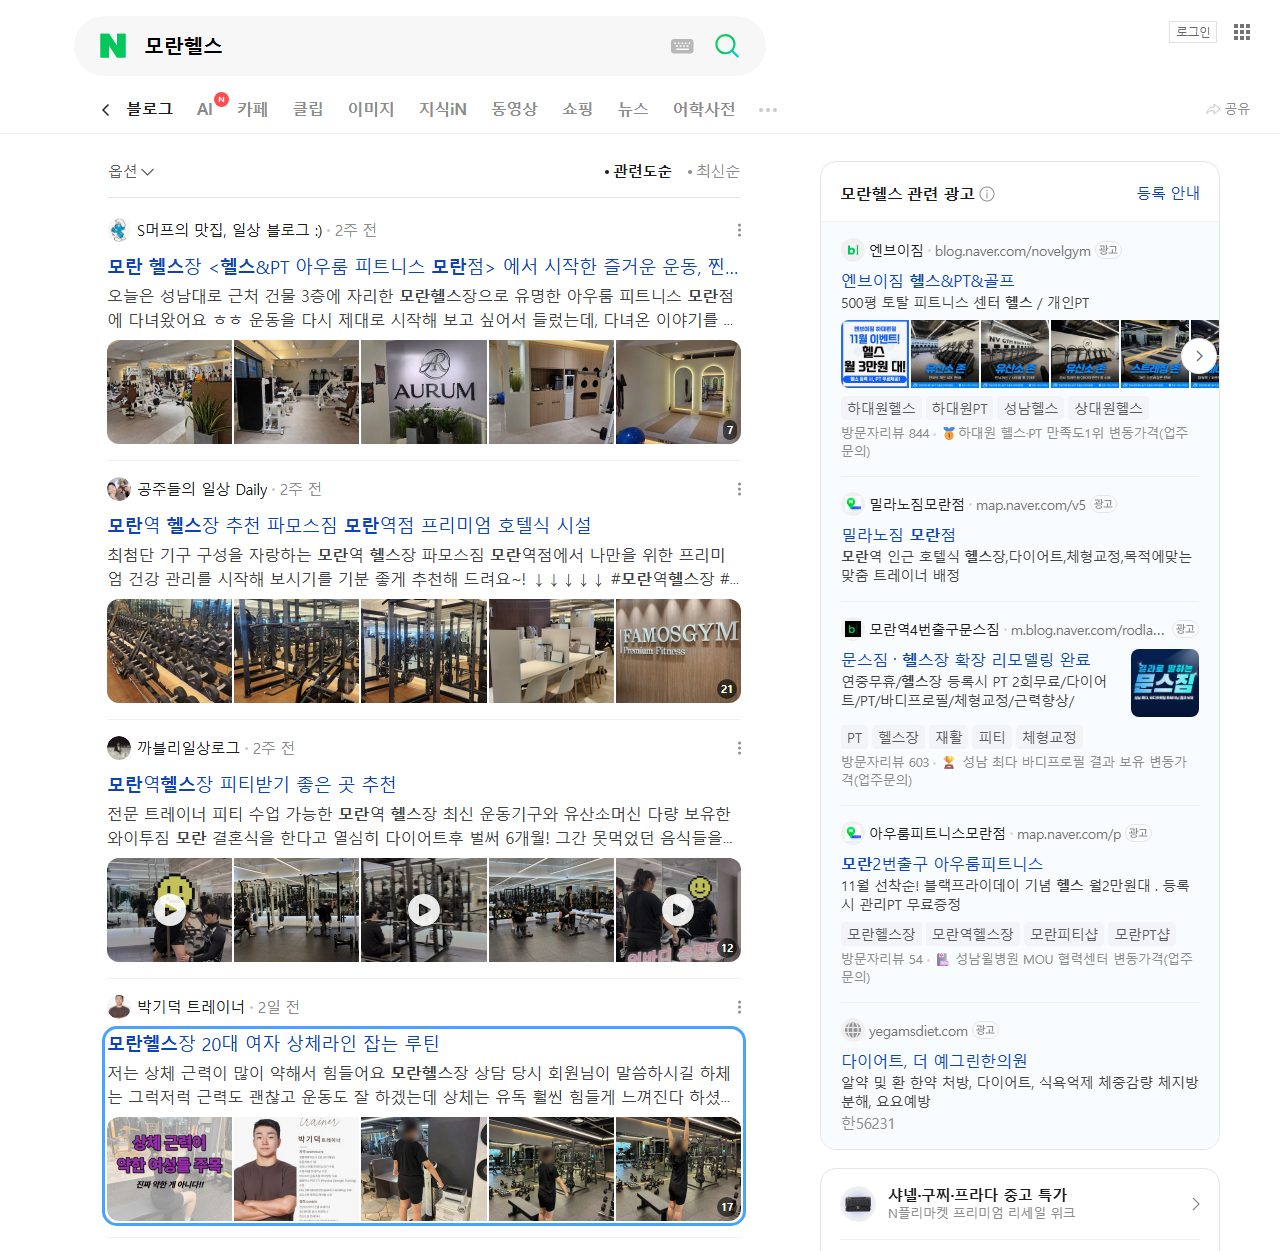 모란헬스
로그인
블로그
AI
N
카페
클립
이미지
지식iN
동영상
쇼핑
뉴스
어학사전
공유
옵션
• 관련도순
• 최신순
S머프의 맛집, 일상 블로그 :) · 2주 전
모란 헬스장 <헬스&PT 아우룸 피트니스 모란점> 에서 시작한 즐거운 운동, 찐...
오늘은 성남대로 근처 건물 3층에 자리한 모란헬스장으로 유명한 아우룸 피트니스 모란점
에 다녀왔어요 ㅎㅎ 운동을 다시 제대로 시작해 보고 싶어서 들렀는데, 다녀온 이야기를 ...
AURUM
7
공주들의 일상 Daily · 2주 전
모란역 헬스장 추천 파모스짐 모란역점 프리미엄 호텔식 시설
최첨단 기구 구성을 자랑하는 모란역 헬스장 파모스짐 모란역점에서 나만을 위한 프리미
엄 건강 관리를 시작해 보시기를 기분 좋게 추천해 드려요~! ↓↓↓↓↓ #모란역헬스장 #...
FAMOSGYM
Premium Fitness
21
까블리일상로그 · 2주 전
모란역헬스장 피티받기 좋은 곳 추천
전문 트레이너 피티 수업 가능한 모란역 헬스장 최신 운동기구와 유산소머신 다량 보유한
와이투짐 모란 결혼식을 한다고 열심히 다이어트후 벌써 6개월! 그간 못먹었던 음식들을...
12
박기덕 트레이너 · 2일 전
모란헬스장 20대 여자 상체라인 잡는 루틴
저는 상체 근력이 많이 약해서 힘들어요 모란헬스장 상담 당시 회원님이 말씀하시길 하체
는 그럭저럭 근력도 괜찮고 운동도 잘 하겠는데 상체는 유독 훨씬 힘들게 느껴진다 하셨...
상체 근력이
약한 여성들 주목
진짜 약한 게 아니다!!
trainer
박기덕 트레이너
17
모란헬스 관련 광고
등록 안내
엔브이짐 · blog.naver.com/novelgym 광고
엔브이짐 헬스&PT&골프
500평 토탈 피트니스 센터 헬스 / 개인PT
엔브이짐 하대원점
11월 이벤트!
헬스
월 3만원 대!
유산소 존
유산소 존
스트레칭 존
하대원헬스
하대원PT
성남헬스
상대원헬스
방문자리뷰 844 · 🥇하대원 헬스·PT 만족도1위 변동가격(업주
문의)
밀라노짐모란점 · map.naver.com/v5 광고
밀라노짐 모란점
모란역 인근 호텔식 헬스장,다이어트,체형교정,목적에맞는
맞춤 트레이너 배정
모란역4번출구문스짐 · m.blog.naver.com/rodla... 광고
문스짐 · 헬스장 확장 리모델링 완료
연중무휴/헬스장 등록시 PT 2회무료/다이어
트/PT/바디프로필/체형교정/근력향상/
결과로 말하는
문스짐
PT
헬스장
재활
피티
체형교정
방문자리뷰 603 · 🏆 성남 최다 바디프로필 결과 보유 변동가
격(업주문의)
아우룸피트니스모란점 · map.naver.com/p 광고
모란2번출구 아우룸피트니스
11월 선착순! 블랙프라이데이 기념 헬스 월2만원대 . 등록
시 관리PT 무료증정
모란헬스장
모란역헬스장
모란피티샵
모란PT샵
방문자리뷰 54 · 성남윌병원 MOU 협력센터 변동가격(업주
문의)
yegamsdiet.com 광고
다이어트, 더 예그린한의원
알약 및 환 한약 처방, 다이어트, 식욕억제 체중감량 체지방
분해, 요요예방
한56231
샤넬·구찌·프라다 중고 특가
N플리마켓 프리미엄 리세일 위크